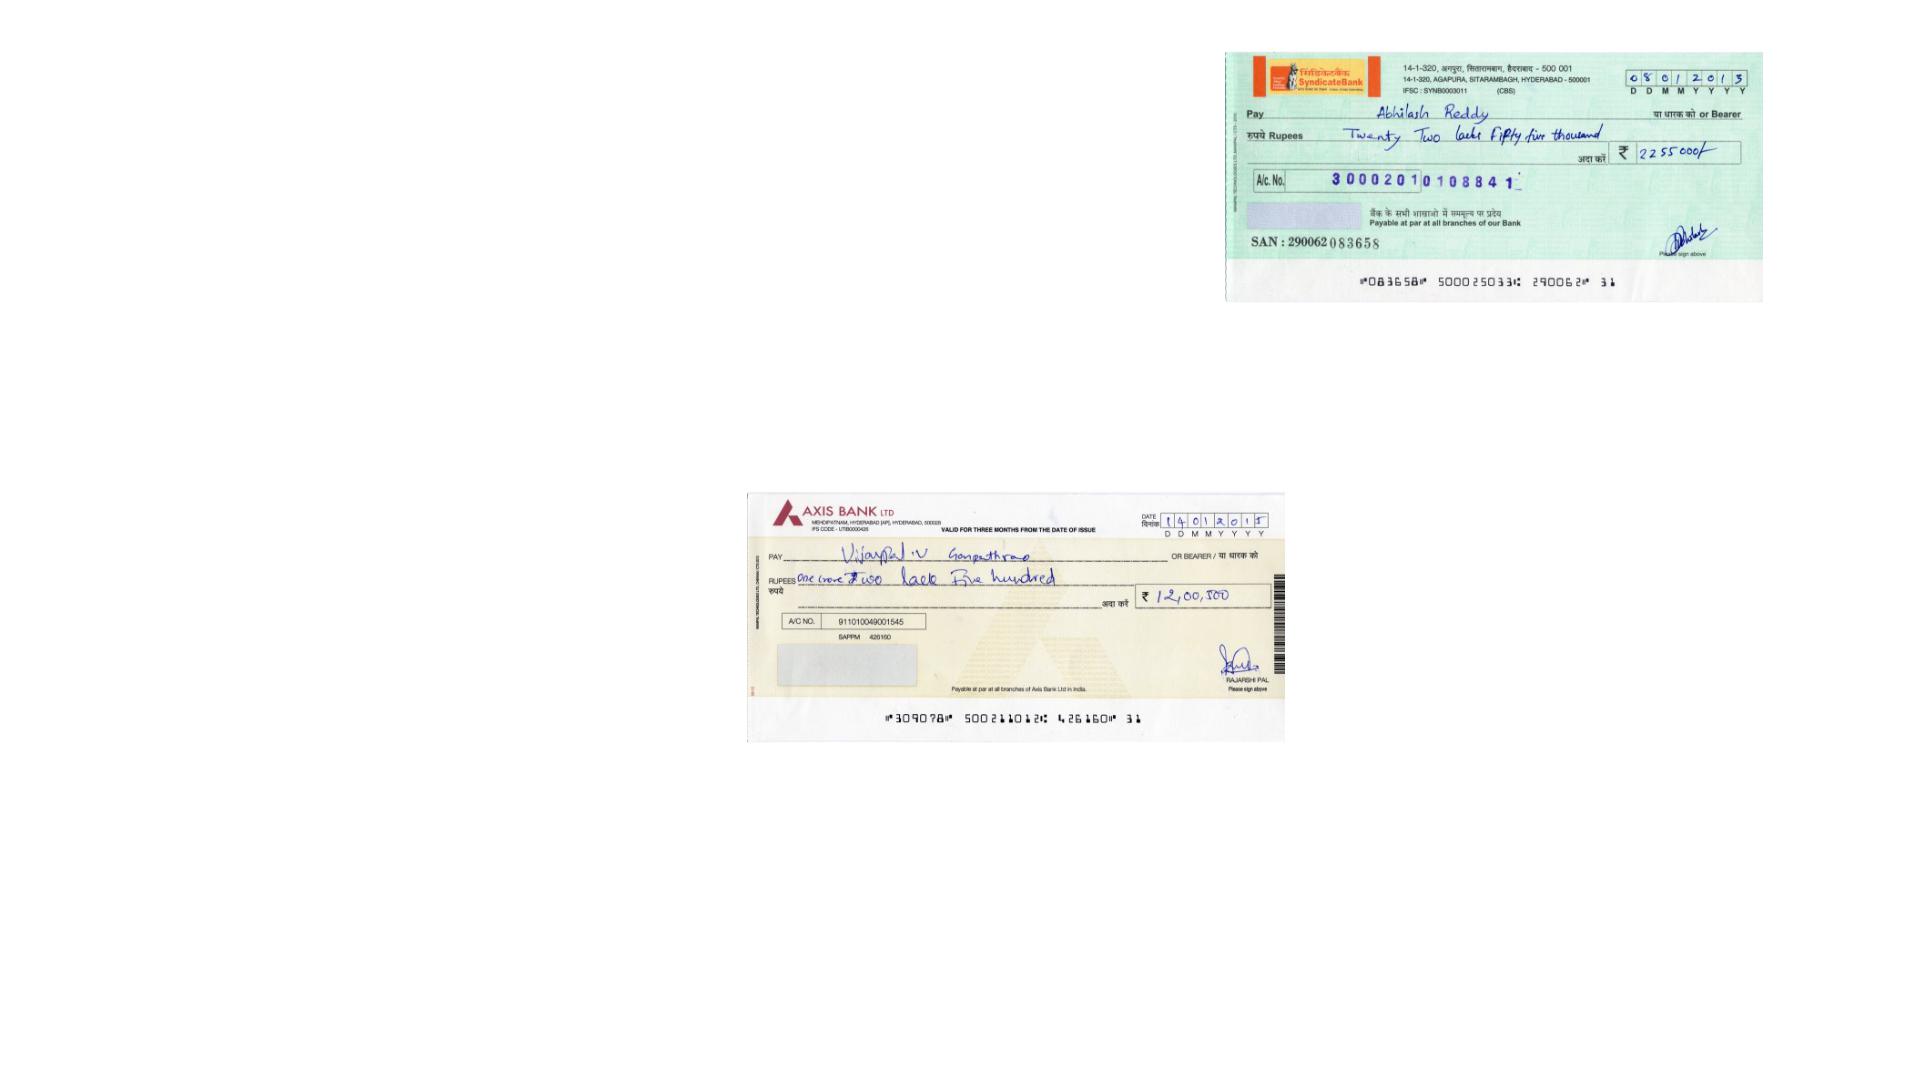 सिंडिकेटबैंक
SyndicateBank
14-1-320, अगपुरा, सितारामबाग, हैदराबाद - 500 001
14-1-320, AGAPURA, SITARAMBAGH, HYDERABAD - 500001
IFSC : SYNB0003011 (CBS)
0 8 0 1 2 0 1 3
D D M M Y Y Y Y
Pay Abhilash Reddy या धारक को or Bearer
रुपये Rupees Twenty Two lacks Fifty five thousand
अदा करें ₹ 2255000/-
A/c. No. 30002010108841
बैंक के सभी शाखाओ में सममूल्य पर प्रदेय
Payable at par at all branches of our Bank
SAN : 290062083658
Please sign above
⑈083658⑈ 500025033⑆ 290062⑈ 31
AXIS BANK LTD
MEHDIPATNAM, HYDERABAD [AP], HYDERABAD, 500028
IFS CODE - UTIB0000426
VALID FOR THREE MONTHS FROM THE DATE OF ISSUE
DATE दिनांक 1 4 0 1 2 0 1 5
D D M M Y Y Y Y
PAY Vijaypal.V Ganpathrao OR BEARER / या धारक को
RUPEES One crore Two lack Five hundred
रुपये अदा करें ₹ 12,00,500
A/C NO. 911010049001545
SAPPM 426160
RAJARSHI PAL
Payable at par at all branches of Axis Bank Ltd in India.
Please sign above
⑈309078⑈ 500211012⑆ 426160⑈ 31